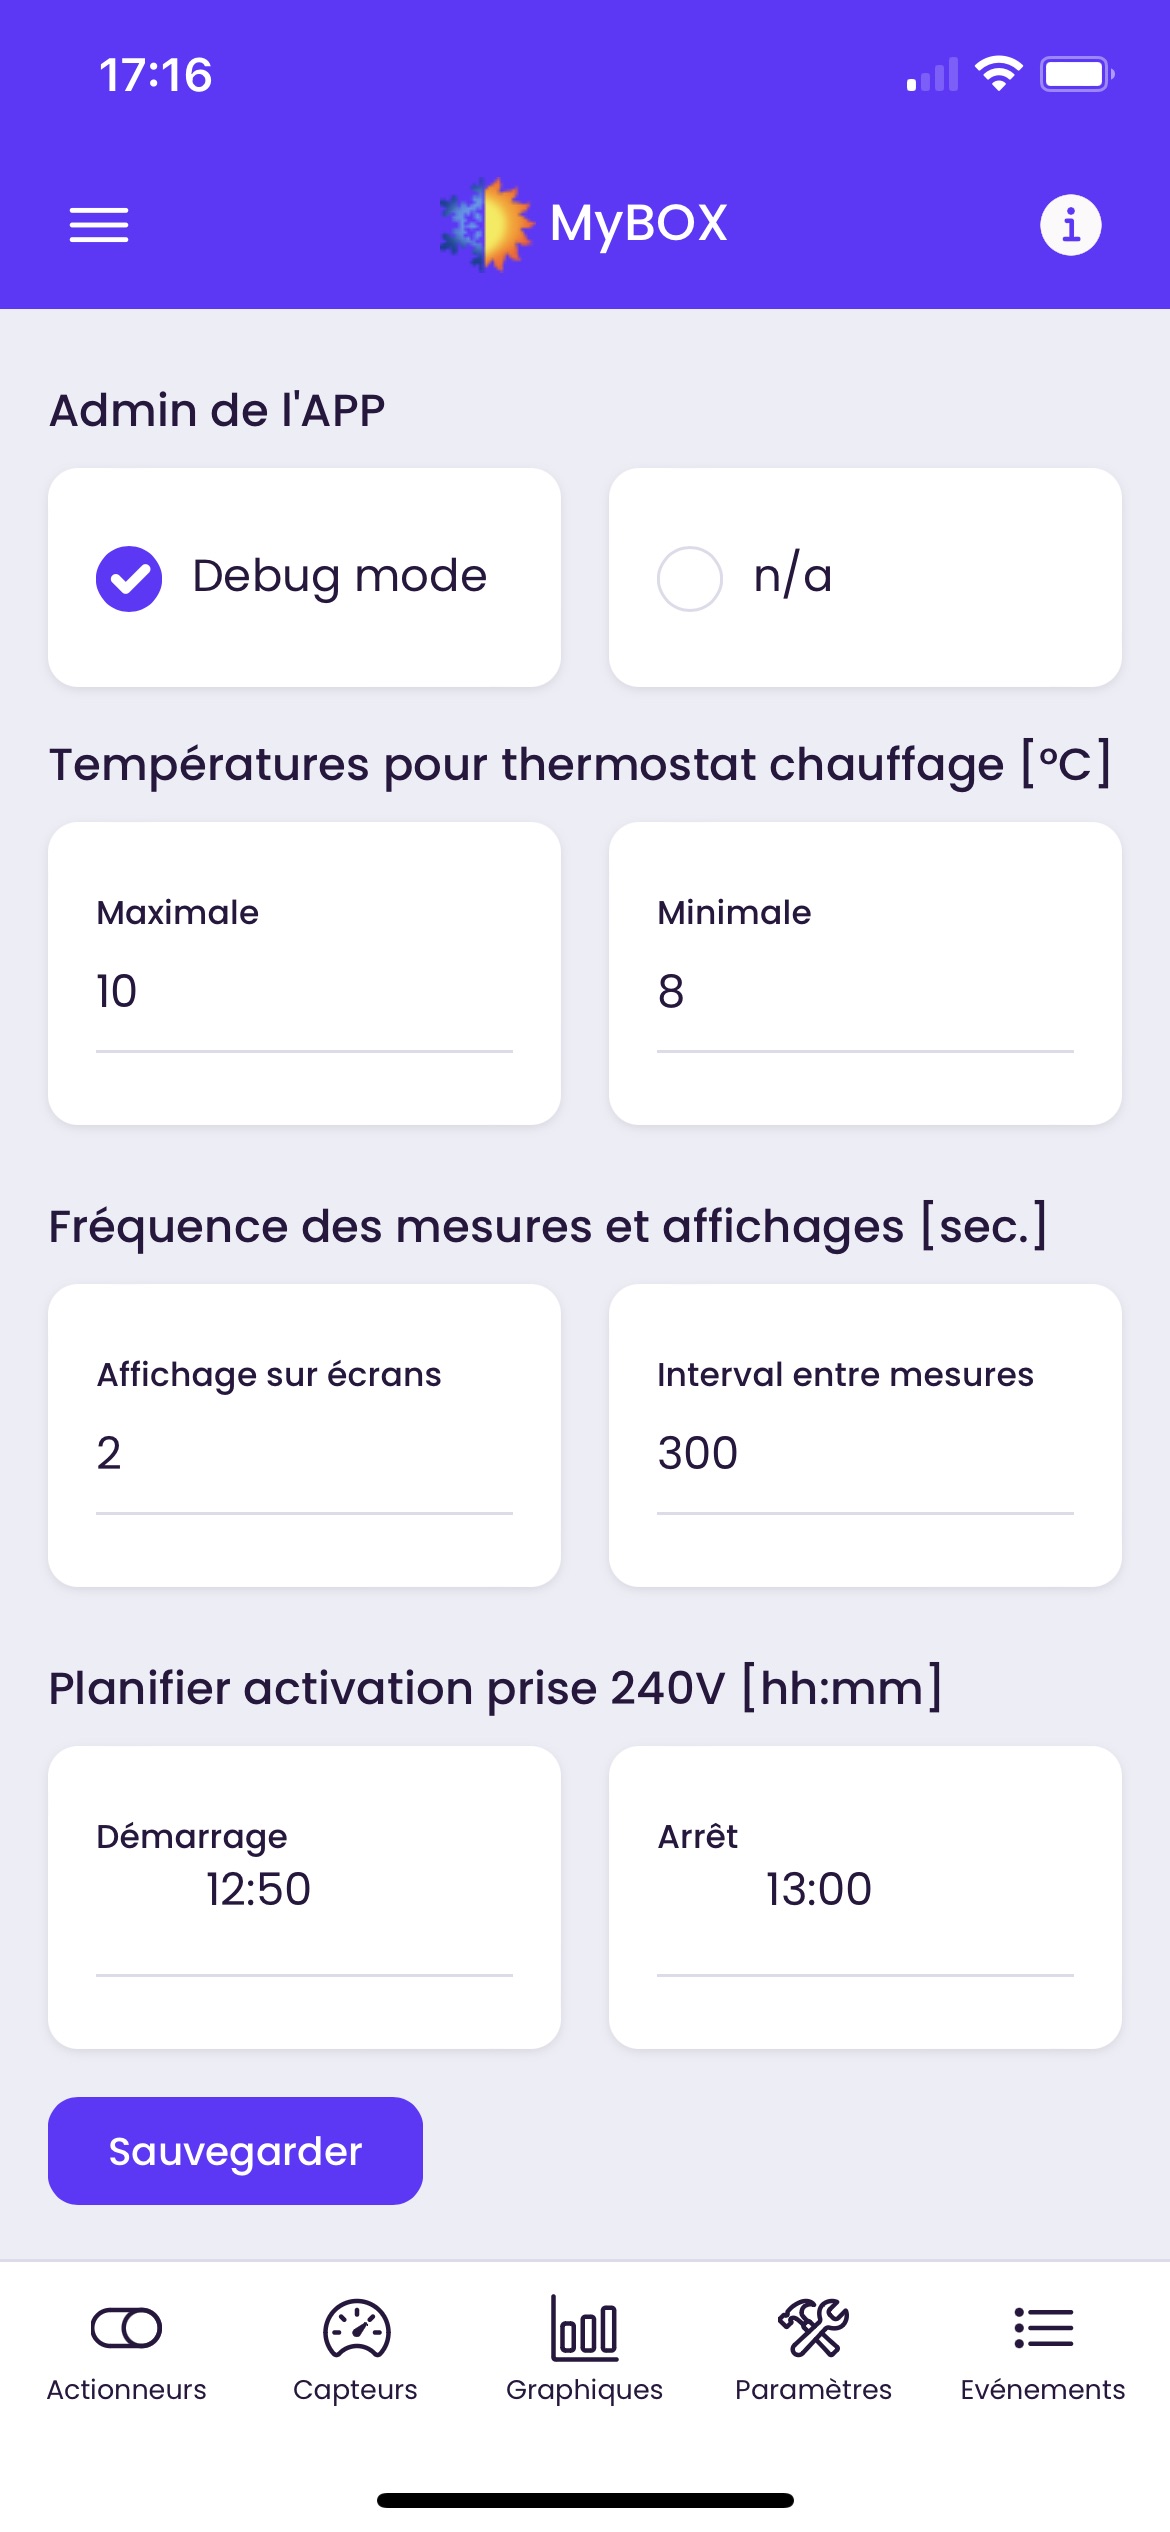 17:16
MyBOX
Admin de l'APP
Debug mode
n/a
Températures pour thermostat chauffage [°C]
Maximale
Minimale
10
8
Fréquence des mesures et affichages [sec.]
Affichage sur écrans
Interval entre mesures
2
300
Planifier activation prise 240V [hh:mm]
Démarrage
Arrêt
12:50
13:00
Sauvegarder
Actionneurs
Capteurs
Graphiques
Paramètres
Evénements